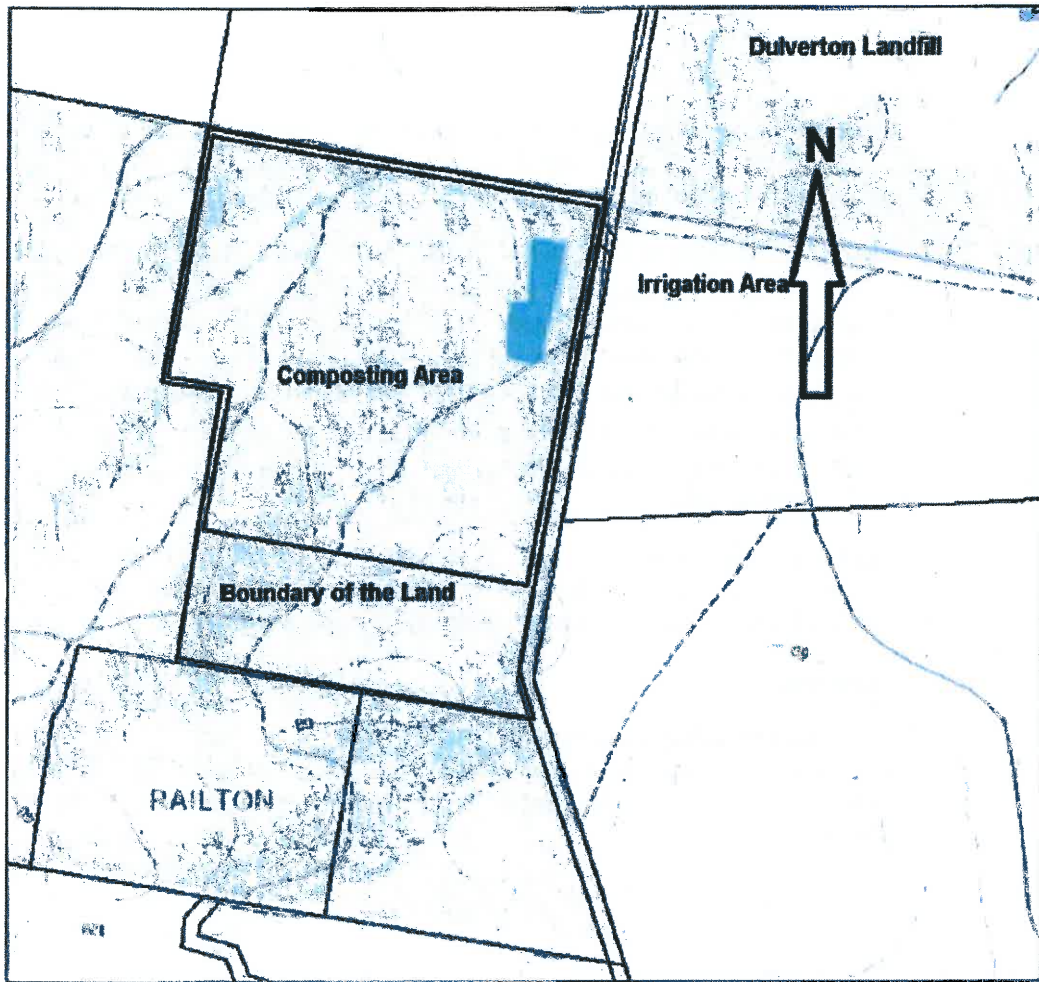 Dulverton Landfill
N
Irrigation Area
Composting Area
Boundary of the Land
RAILTON